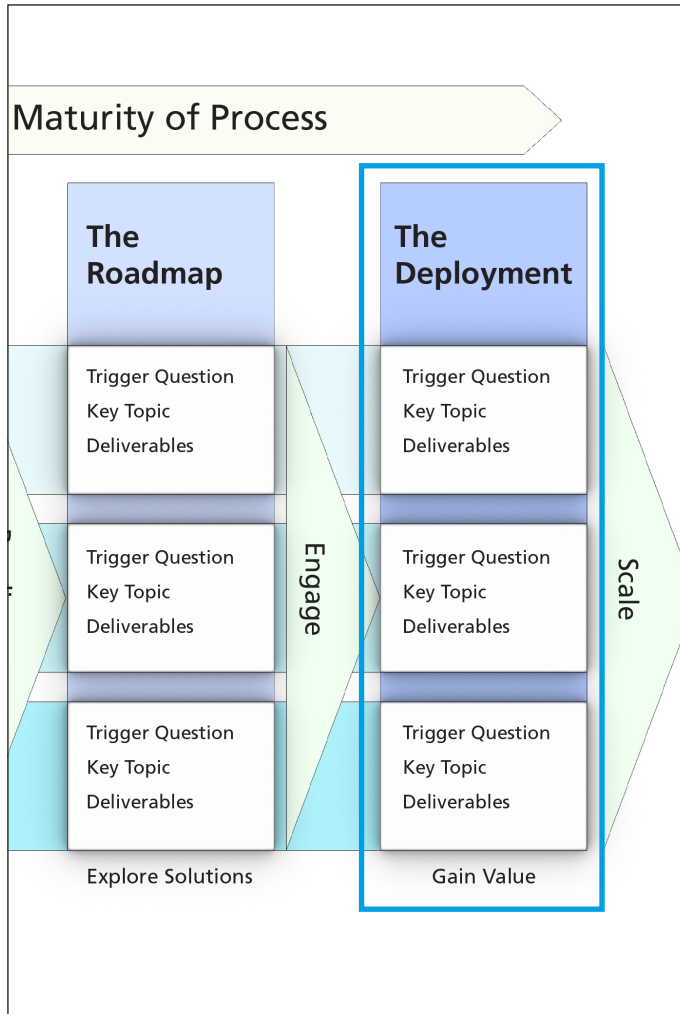 Maturity of Process
The
Roadmap
Trigger Question
Key Topic
Deliverables
Trigger Question
Key Topic
Deliverables
Trigger Question
Key Topic
Deliverables
Explore Solutions
Engage
The
Deployment
Trigger Question
Key Topic
Deliverables
Trigger Question
Key Topic
Deliverables
Trigger Question
Key Topic
Deliverables
Gain Value
Scale